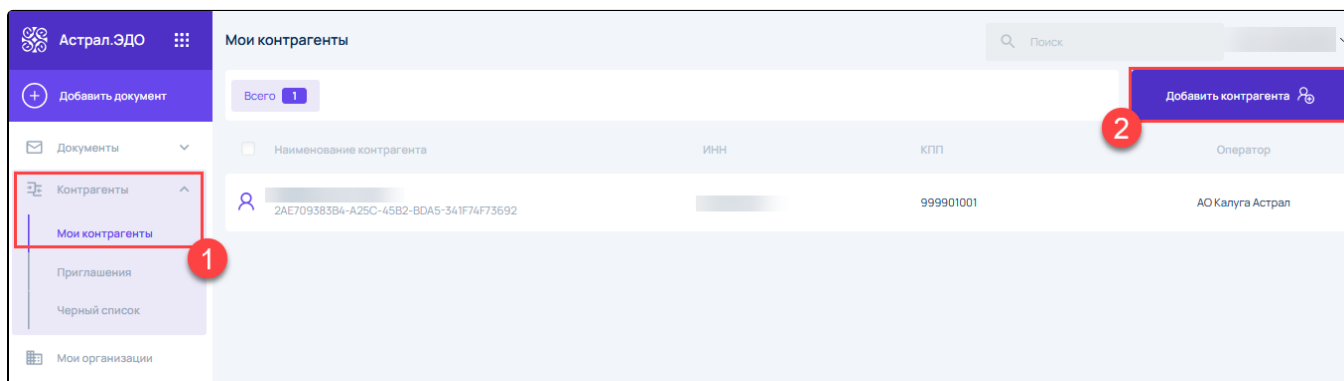 Астрал.ЭДО
Мои контрагенты
Поиск
Добавить документ
Всего 1
Добавить контрагента
2
Документы
Наименование контрагента
ИНН
КПП
Оператор
Контрагенты
2AE709383B4-A25C-45B2-BDA5-341F74F73692
999901001
АО Калуга Астрал
Мои контрагенты
1
Приглашения
Черный список
Мои организации